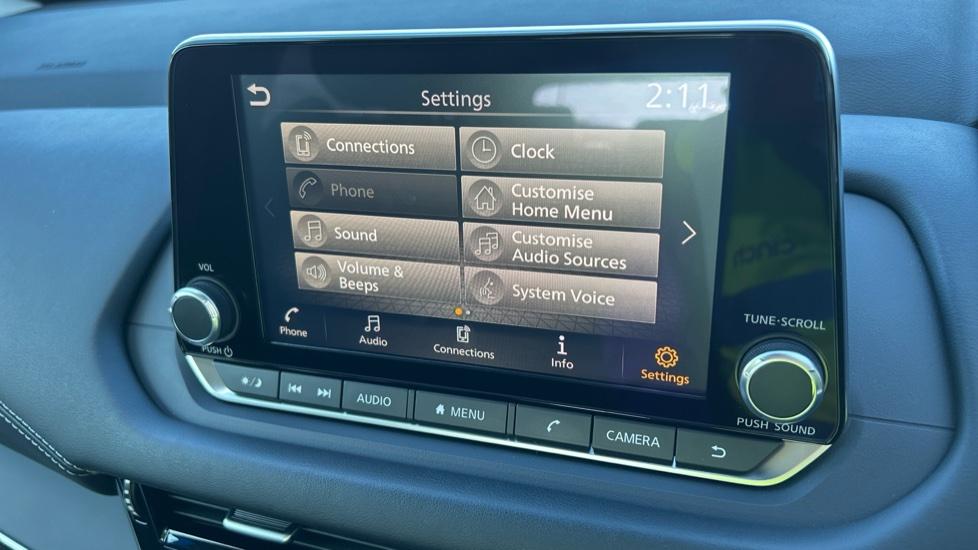 Settings
2:11
Connections
Clock
Phone
Customise
Home Menu
Sound
Customise
Audio Sources
Volume &
Beeps
System Voice
Phone
Audio
Connections
Info
Settings
VOL
PUSH
TUNE·SCROLL
PUSH SOUND
AUDIO
MENU
CAMERA